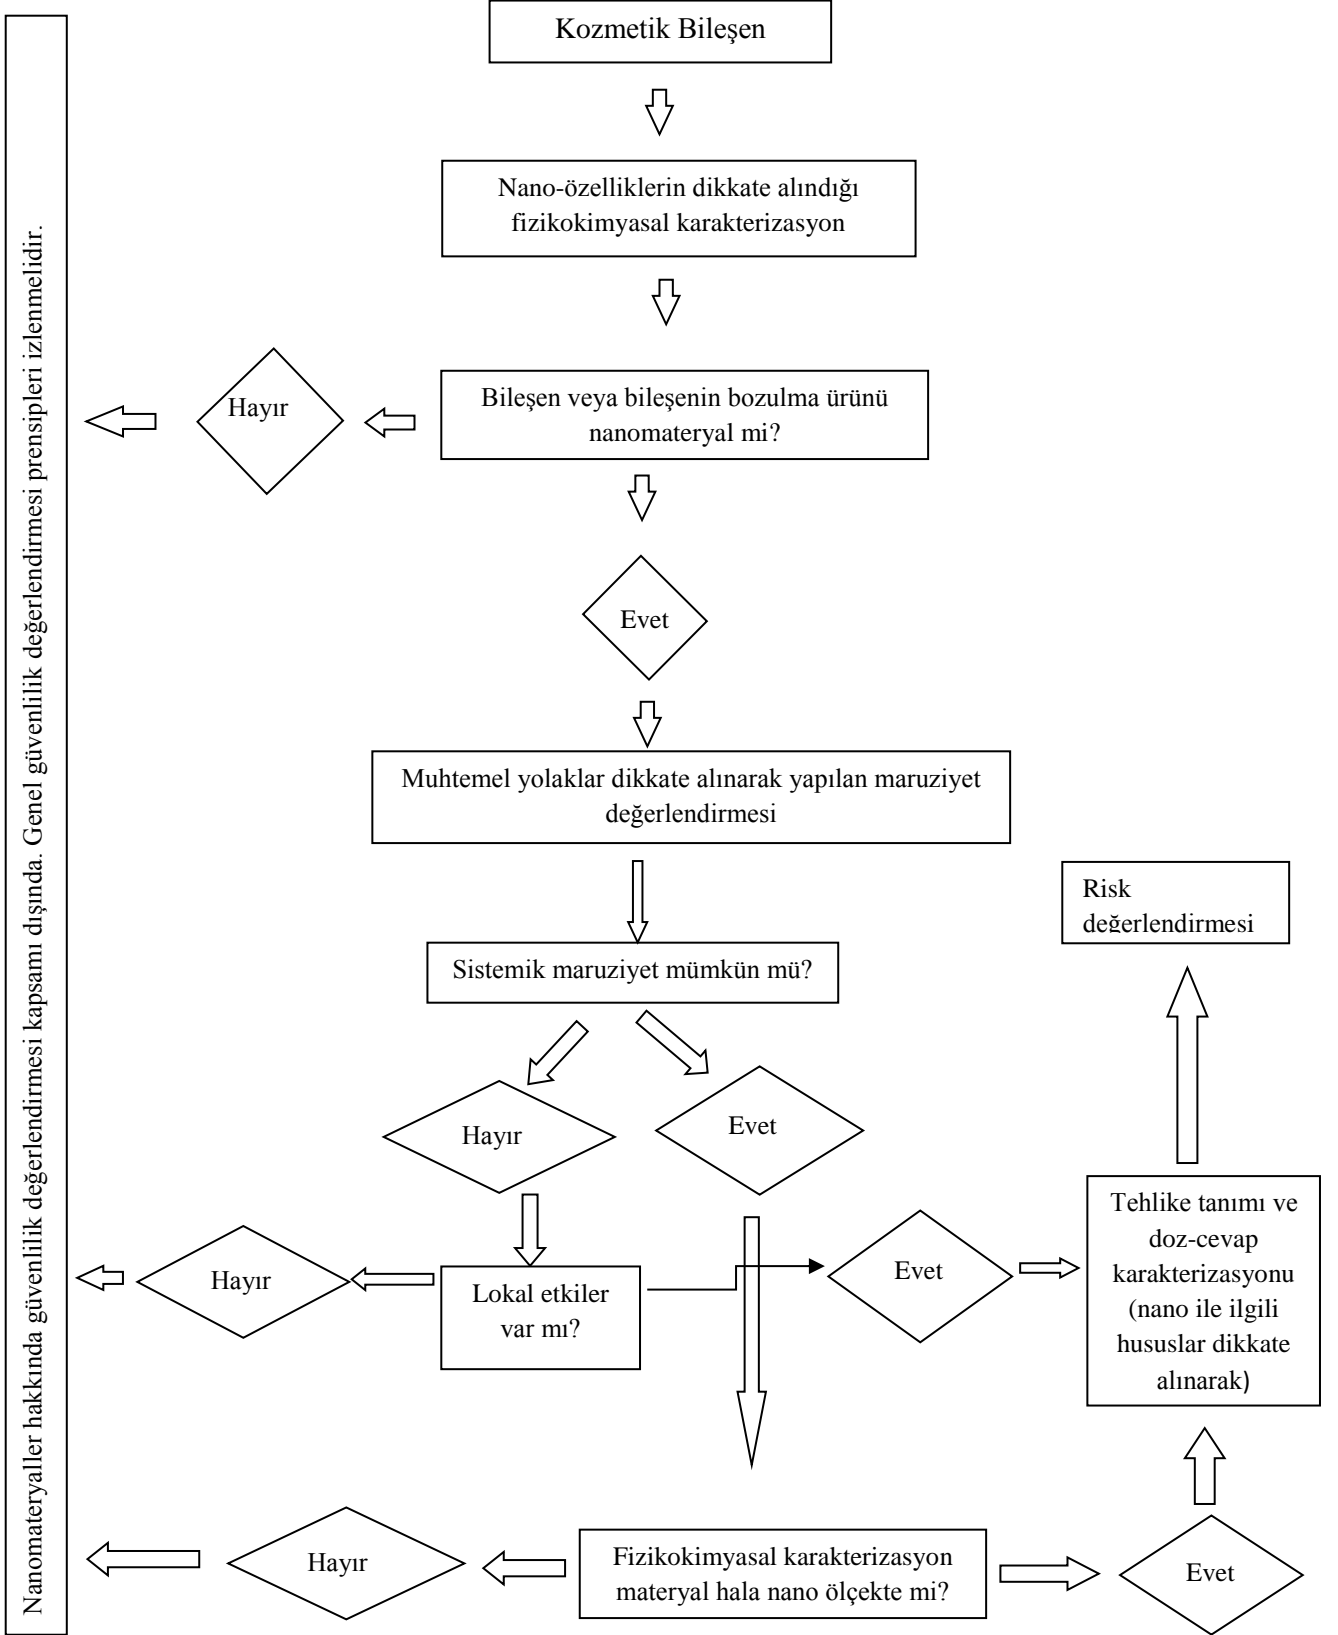 Kozmetik Bileşen
Nano-özelliklerin dikkate alındığı
fizikokimyasal karakterizasyon
Bileşen veya bileşenin bozulma ürünü
nanomateryal mi?
Hayır
Evet
Muhtemel yolaklar dikkate alınarak yapılan maruziyet
değerlendirmesi
Sistemik maruziyet mümkün mü?
Hayır
Evet
Lokal etkiler
var mı?
Hayır
Evet
Fizikokimyasal karakterizasyon
materyal hala nano ölçekte mi?
Hayır
Evet
Tehlike tanımı ve
doz-cevap
karakterizasyonu
(nano ile ilgili
hususlar dikkate
alınarak)
Risk
değerlendirmesi
Nanomateryaller hakkında güvenlilik değerlendirmesi kapsamı dışında. Genel güvenlilik değerlendirmesi prensipleri izlenmelidir.